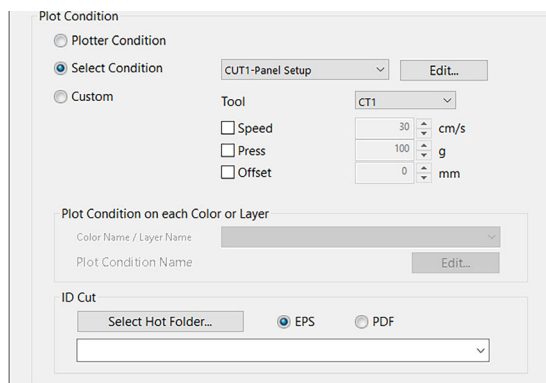 Plot Condition
Plotter Condition
Select Condition CUT1-Panel Setup Edit...
Custom Tool CT1
Speed 30 cm/s
Press 100 g
Offset 0 mm
Plot Condition on each Color or Layer
Color Name / Layer Name
Plot Condition Name Edit...
ID Cut
Select Hot Folder... EPS PDF